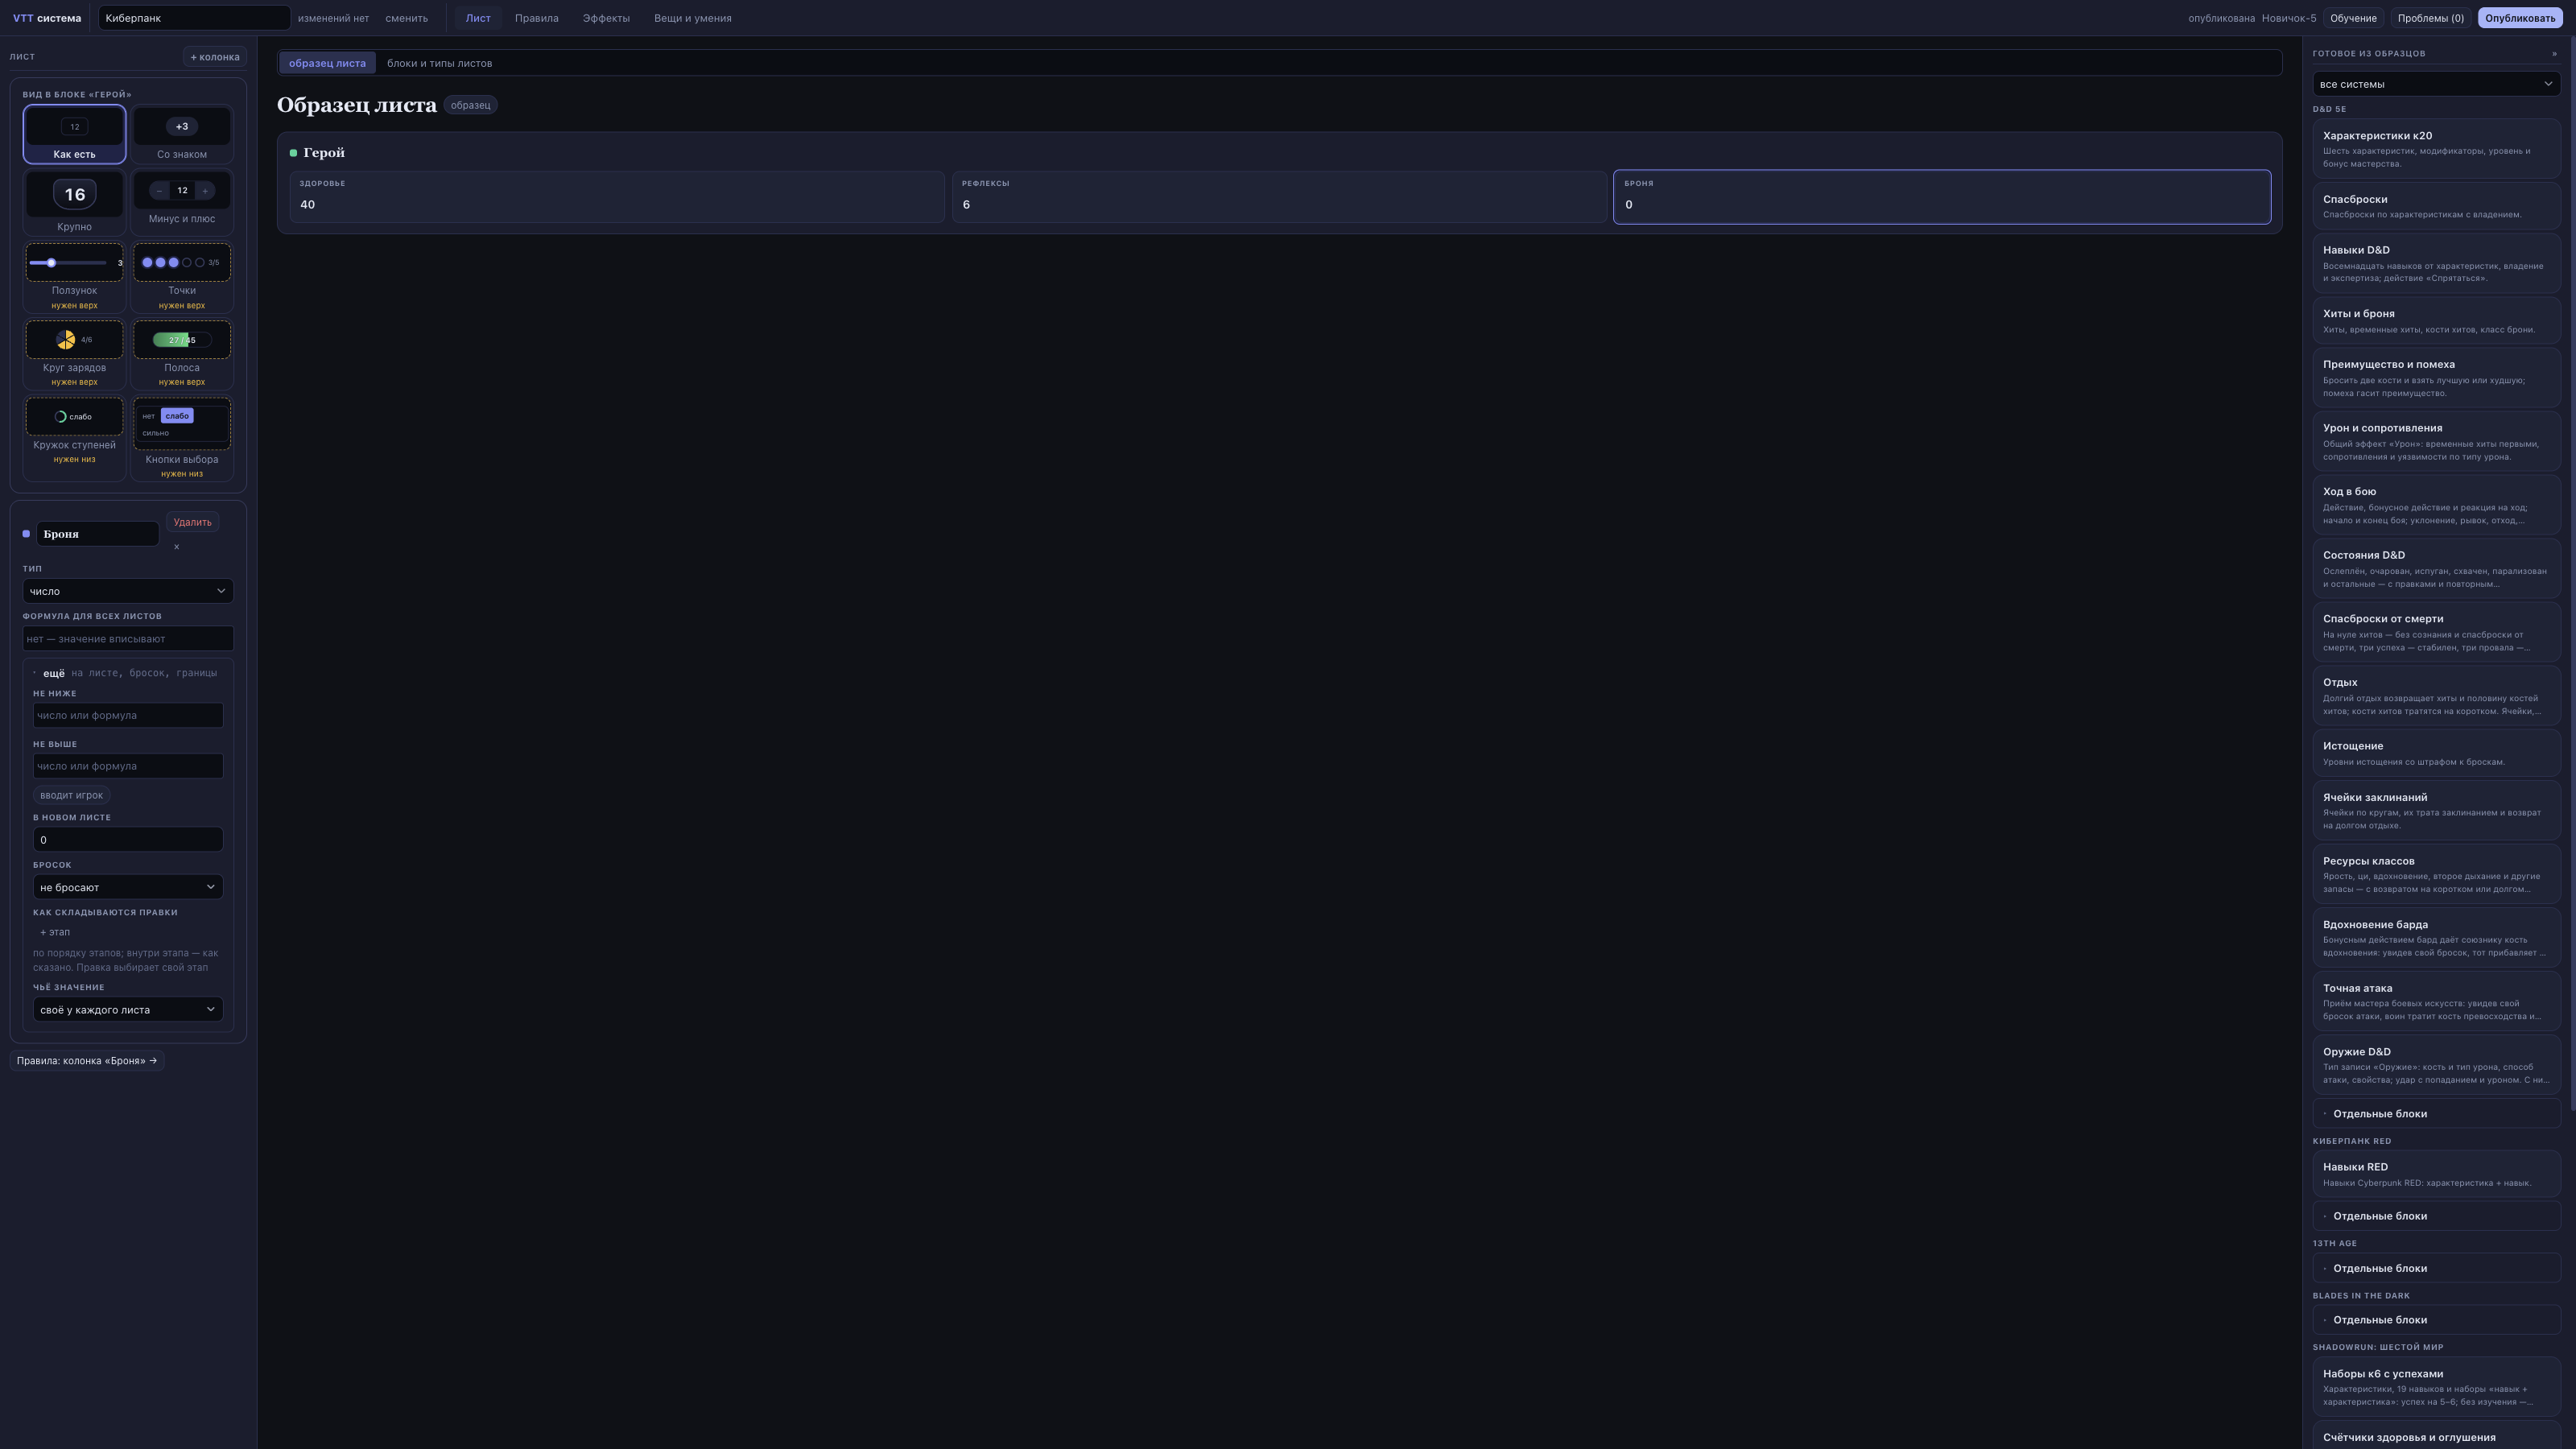 VTT система
Киберпанк
изменений нет
сменить
Лист
Правила
Эффекты
Вещи и умения
опубликована
Новичок-5
Обучение
Проблемы (0)
Опубликовать
ЛИСТ
+ колонка
ВИД В БЛОКЕ «ГЕРОЙ»
12
Как есть
+3
Со знаком
16
Крупно
− 12 +
Минус и плюс
3
Ползунок
нужен верх
3/5
Точки
нужен верх
4/6
Круг зарядов
нужен верх
27 / 45
Полоса
нужен верх
слабо
Кружок ступеней
нужен низ
нет слабо
сильно
Кнопки выбора
нужен низ
Броня
Удалить
×
ТИП
число
ФОРМУЛА ДЛЯ ВСЕХ ЛИСТОВ
нет — значение вписывают
· ещё на листе, бросок, границы
НЕ НИЖЕ
число или формула
НЕ ВЫШЕ
число или формула
вводит игрок
В НОВОМ ЛИСТЕ
0
БРОСОК
не бросают
КАК СКЛАДЫВАЮТСЯ ПРАВКИ
+ этап
по порядку этапов; внутри этапа — как
сказано. Правка выбирает свой этап
ЧЬЁ ЗНАЧЕНИЕ
своё у каждого листа
Правила: колонка «Броня» →
образец листа
блоки и типы листов
Образец листа
образец
Герой
ЗДОРОВЬЕ
40
РЕФЛЕКСЫ
6
БРОНЯ
0
ГОТОВОЕ ИЗ ОБРАЗЦОВ
»
все системы
D&D 5E
Характеристики к20
Шесть характеристик, модификаторы, уровень и
бонус мастерства.
Спасброски
Спасброски по характеристикам с владением.
Навыки D&D
Восемнадцать навыков от характеристик, владение
и экспертиза; действие «Спрятаться».
Хиты и броня
Хиты, временные хиты, кости хитов, класс брони.
Преимущество и помеха
Бросить две кости и взять лучшую или худшую;
помеха гасит преимущество.
Урон и сопротивления
Общий эффект «Урон»: временные хиты первыми,
сопротивления и уязвимости по типу урона.
Ход в бою
Действие, бонусное действие и реакция на ход;
начало и конец боя; уклонение, рывок, отход,…
Состояния D&D
Ослеплён, очарован, испуган, схвачен, парализован
и остальные — с правками и повторным…
Спасброски от смерти
На нуле хитов — без сознания и спасброски от
смерти, три успеха — стабилен, три провала —…
Отдых
Долгий отдых возвращает хиты и половину костей
хитов; кости хитов тратятся на коротком. Ячейки,…
Истощение
Уровни истощения со штрафом к броскам.
Ячейки заклинаний
Ячейки по кругам, их трата заклинанием и возврат
на долгом отдыхе.
Ресурсы классов
Ярость, ци, вдохновение, второе дыхание и другие
запасы — с возвратом на коротком или долгом…
Вдохновение барда
Бонусным действием бард даёт союзнику кость
вдохновения: увидев свой бросок, тот прибавляет …
Точная атака
Приём мастера боевых искусств: увидев свой
бросок атаки, воин тратит кость превосходства и…
Оружие D&D
Тип записи «Оружие»: кость и тип урона, способ
атаки, свойства; удар с попаданием и уроном. С ни…
· Отдельные блоки
КИБЕРПАНК RED
Навыки RED
Навыки Cyberpunk RED: характеристика + навык.
· Отдельные блоки
13TH AGE
· Отдельные блоки
BLADES IN THE DARK
· Отдельные блоки
SHADOWRUN: ШЕСТОЙ МИР
Наборы к6 с успехами
Характеристики, 19 навыков и наборы «навык +
характеристика»: успех на 5–6; без изучения —…
Счётчики здоровья и оглушения